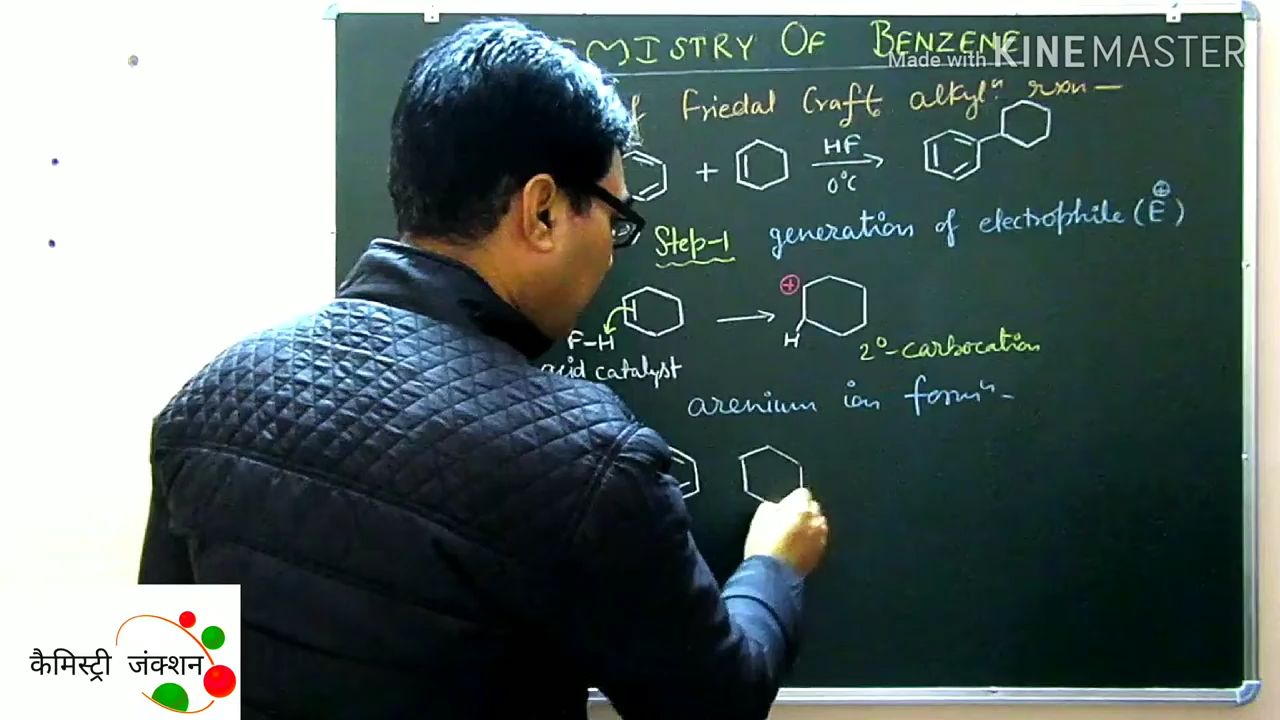 MISTRY OF BENZENE
Made with KINEMASTER
f Friedal Craft alkylⁿ rxn —
+ HF
0°C
Step-1 generation of electrophile (E⊕)
⊕
F–H H
acid catalyst 2°-carbocation
arenium ion formⁿ -
कैमिस्ट्री जंक्शन